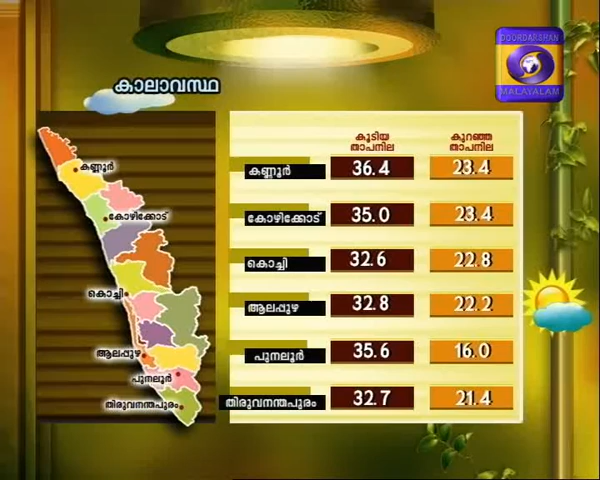 DOORDARSHAN
MALAYALAM
കാലാവസ്ഥ
കൂടിയ താപനില
കുറഞ്ഞ താപനില
കണ്ണൂർ 36.4 23.4
കോഴിക്കോട് 35.0 23.4
കൊച്ചി 32.6 22.8
ആലപ്പുഴ 32.8 22.2
പുനലൂർ 35.6 16.0
തിരുവനന്തപുരം 32.7 21.4
കണ്ണൂർ
കോഴിക്കോട്
കൊച്ചി
ആലപ്പുഴ
പുനലൂർ
തിരുവനന്തപുരം